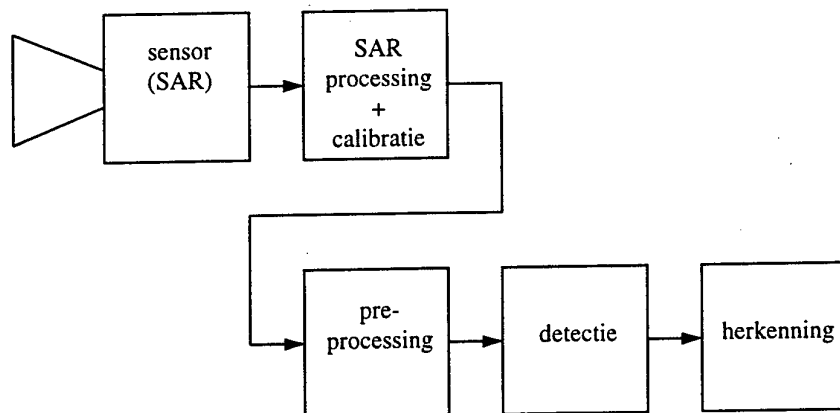 sensor
(SAR)
SAR
processing
+
calibratie
pre-
processing
detectie
herkenning